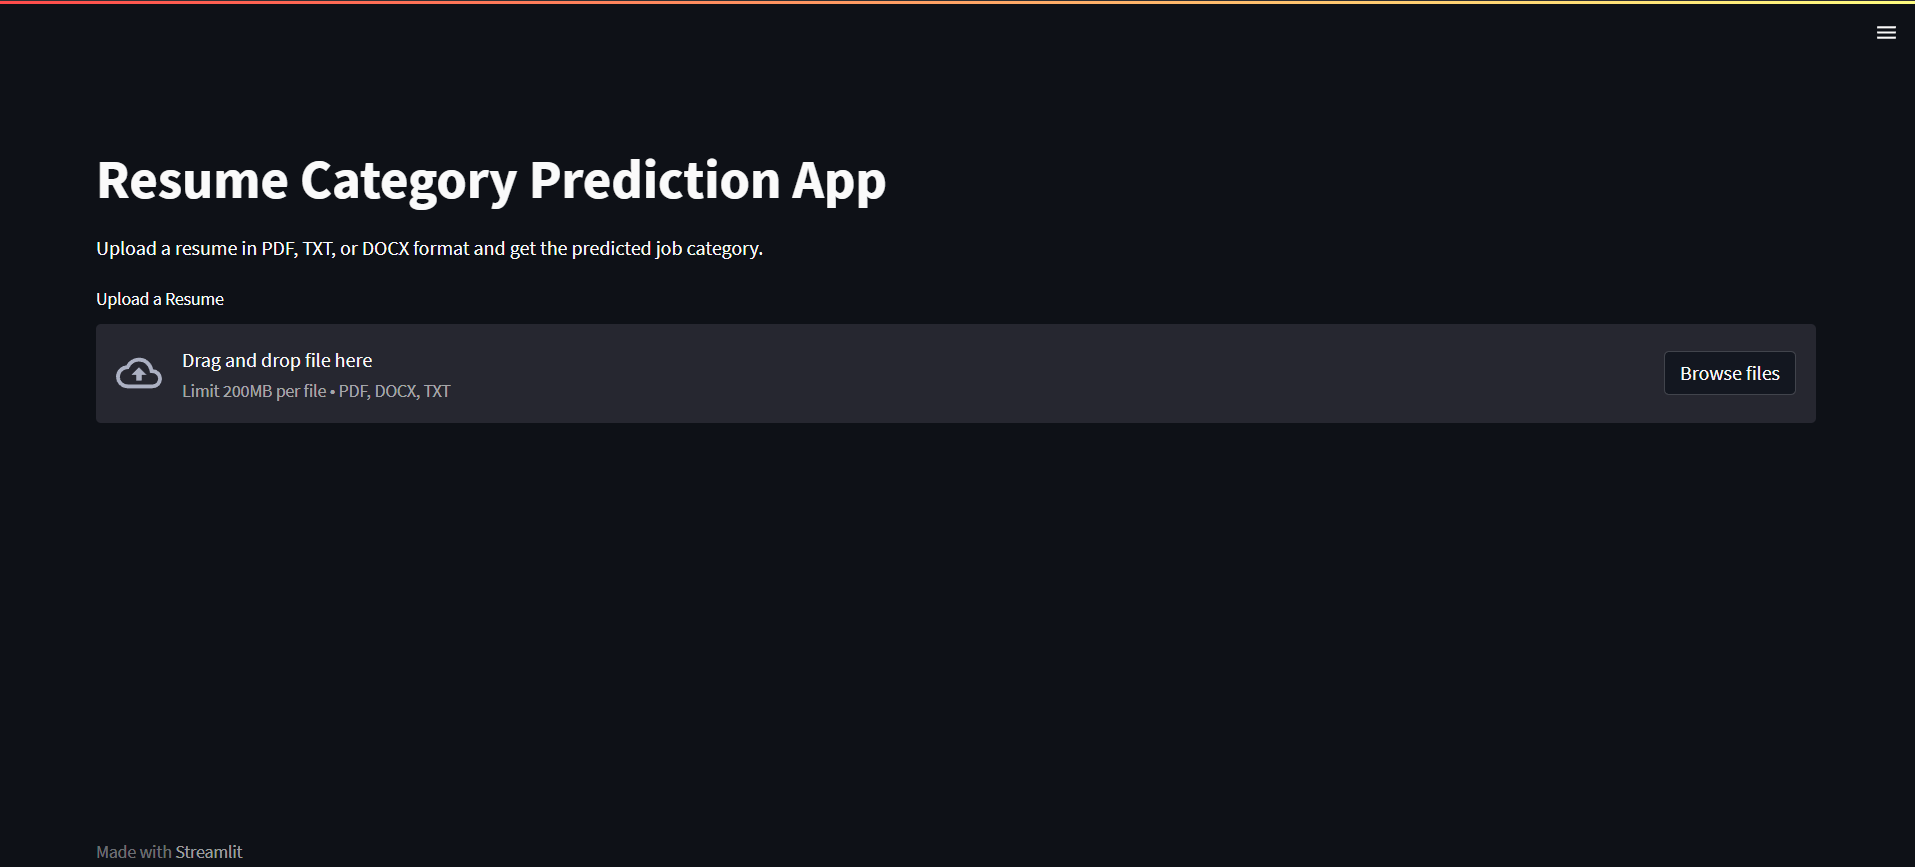 Resume Category Prediction App
Upload a resume in PDF, TXT, or DOCX format and get the predicted job category.
Upload a Resume
Drag and drop file here
Limit 200MB per file • PDF, DOCX, TXT
Browse files
Made with Streamlit